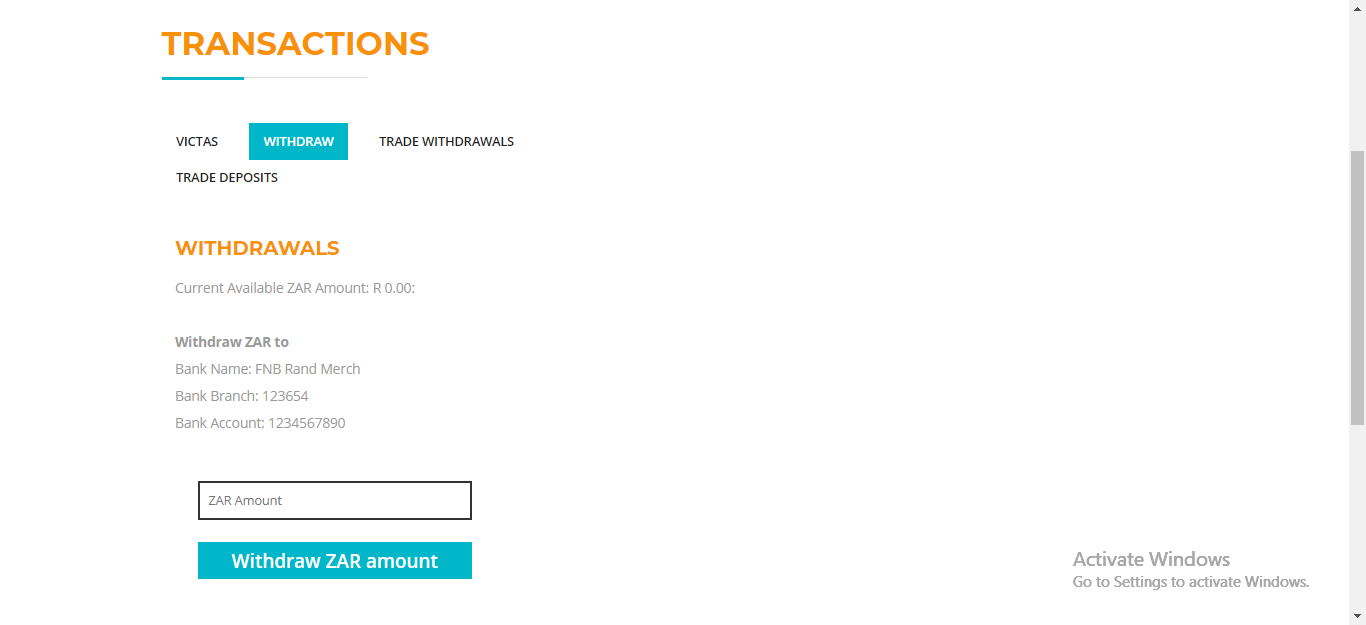 TRANSACTIONS
VICTAS WITHDRAW TRADE WITHDRAWALS
TRADE DEPOSITS
WITHDRAWALS
Current Available ZAR Amount: R 0.00:
Withdraw ZAR to
Bank Name: FNB Rand Merch
Bank Branch: 123654
Bank Account: 1234567890
ZAR Amount
Withdraw ZAR amount
Activate Windows
Go to Settings to activate Windows.